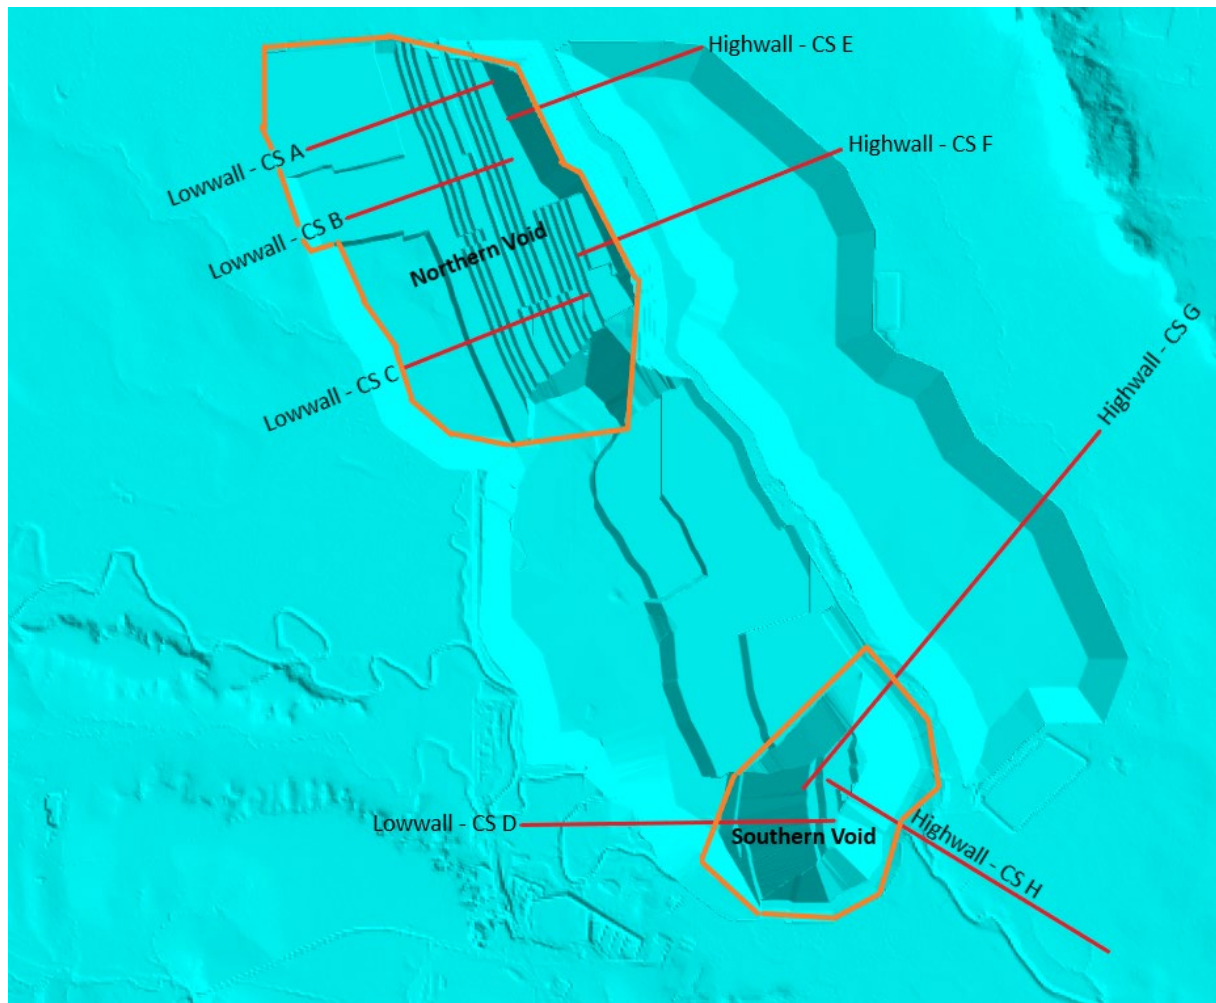 Highwall - CS E
Highwall - CS F
Lowwall - CS A
Lowwall - CS B
Northern Void
Highwall - CS G
Lowwall - CS C
Lowwall - CS D
Southern Void
Highwall - CS H